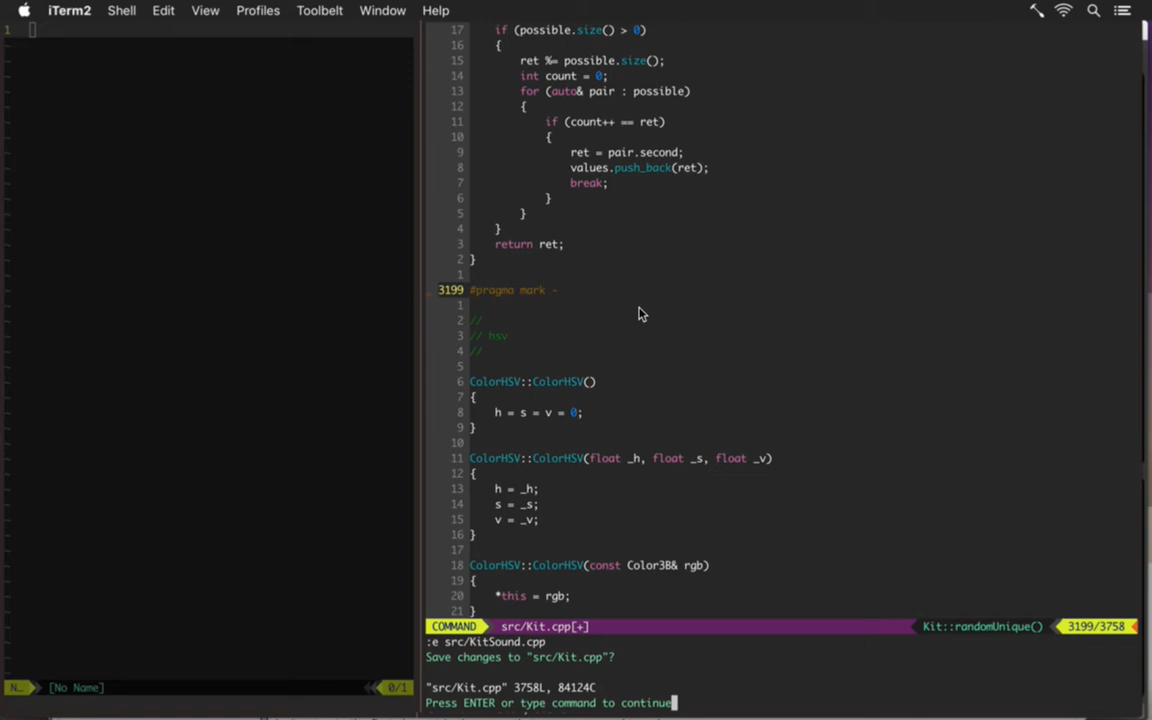 iTerm2 Shell Edit View Profiles Toolbelt Window Help
1
17 if (possible.size() > 0)
16 {
15 ret %= possible.size();
14 int count = 0;
13 for (auto& pair : possible)
12 {
11 if (count++ == ret)
10 {
9 ret = pair.second;
8 values.push_back(ret);
7 break;
6 }
5 }
4 }
3 return ret;
2 }
1
3199 #pragma mark -
1
2 //
3 // hsv
4 //
5
6 ColorHSV::ColorHSV()
7 {
8 h = s = v = 0;
9 }
10
11 ColorHSV::ColorHSV(float _h, float _s, float _v)
12 {
13 h = _h;
14 s = _s;
15 v = _v;
16 }
17
18 ColorHSV::ColorHSV(const Color3B& rgb)
19 {
20 *this = rgb;
21 }
COMMAND src/Kit.cpp[+] Kit::randomUnique() 3199/3758
:e src/KitSound.cpp
Save changes to "src/Kit.cpp"?
"src/Kit.cpp" 3758L, 84124C
Press ENTER or type command to continue
N… [No Name] 0/1